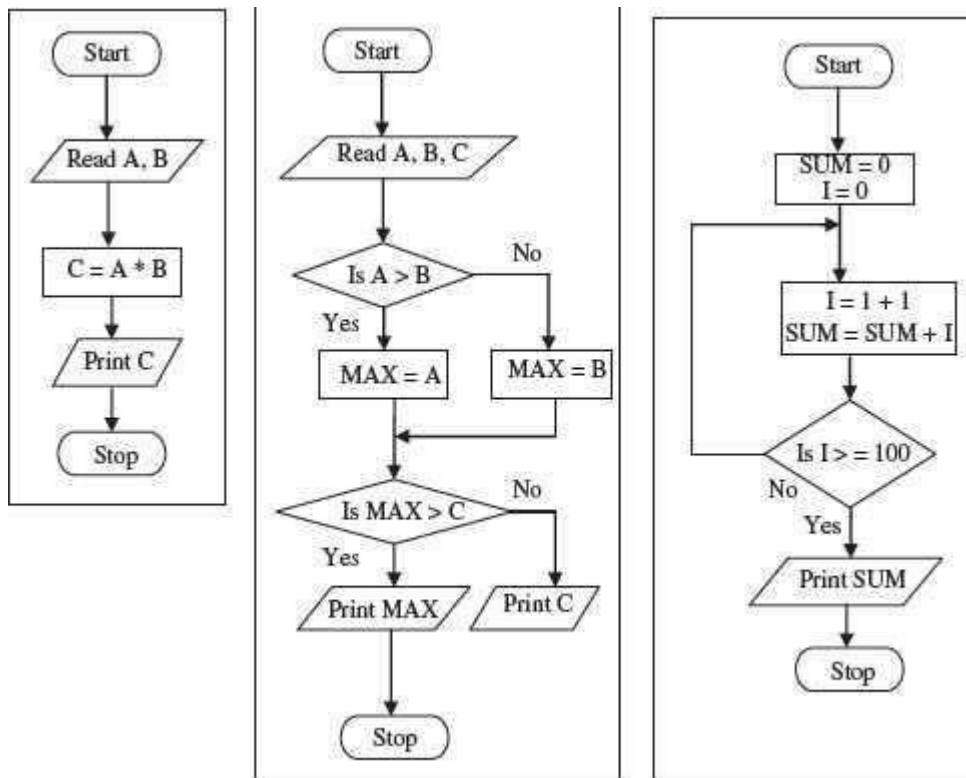 Start
Read A, B
C = A * B
Print C
Stop
Start
Read A, B, C
Is A > B
No
Yes
MAX = A
MAX = B
Is MAX > C
No
Yes
Print MAX
Print C
Stop
Start
SUM = 0
I = 0
I = 1 + 1
SUM = SUM + I
Is I > = 100
No
Yes
Print SUM
Stop